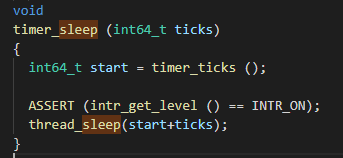 void
timer_sleep (int64_t ticks)
{
int64_t start = timer_ticks ();
ASSERT (intr_get_level () == INTR_ON);
thread_sleep(start+ticks);
}